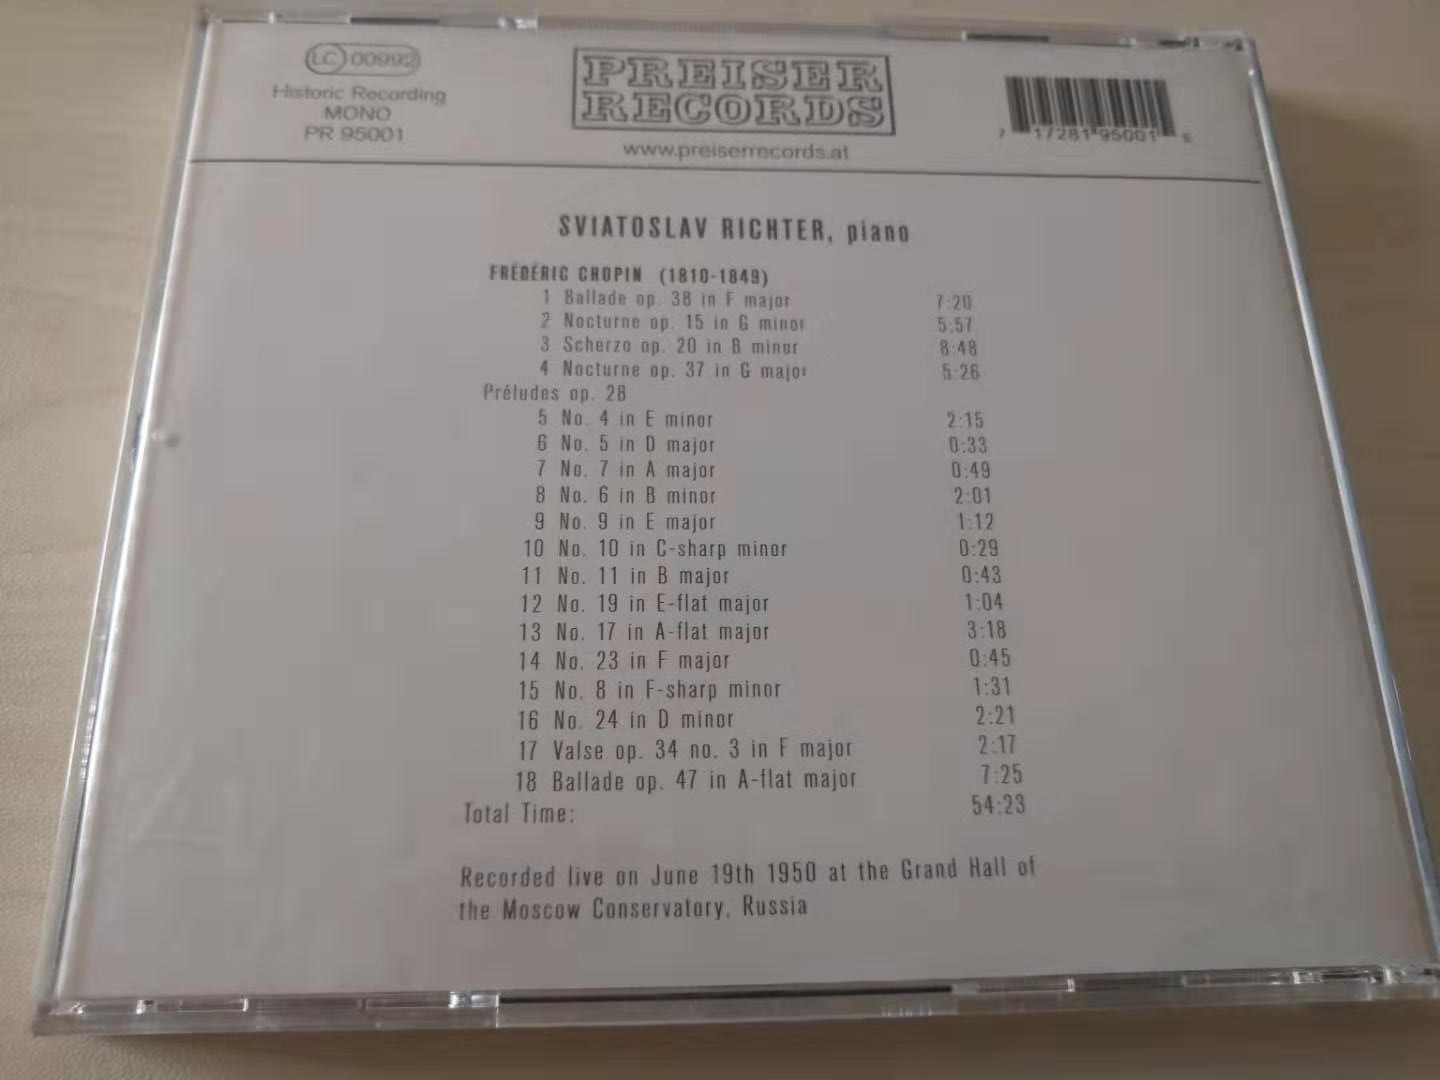 LC 00992
Historic Recording
MONO
PR 95001
PREISER
RECORDS
www.preiserrecords.at
7 17281 95001 6
SVIATOSLAV RICHTER, piano
FRÉDÉRIC CHOPIN (1810-1849)
1 Ballade op. 38 in F major 7:20
2 Nocturne op. 15 in G minor 5:57
3 Scherzo op. 20 in B minor 8:48
4 Nocturne op. 37 in G major 5:26
Préludes op. 28
5 No. 4 in E minor 2:15
6 No. 5 in D major 0:33
7 No. 7 in A major 0:49
8 No. 6 in B minor 2:01
9 No. 9 in E major 1:12
10 No. 10 in C-sharp minor 0:29
11 No. 11 in B major 0:43
12 No. 19 in E-flat major 1:04
13 No. 17 in A-flat major 3:18
14 No. 23 in F major 0:45
15 No. 8 in F-sharp minor 1:31
16 No. 24 in D minor 2:21
17 Valse op. 34 no. 3 in F major 2:17
18 Ballade op. 47 in A-flat major 7:25
Total Time: 54:23
Recorded live on June 19th 1950 at the Grand Hall of
the Moscow Conservatory, Russia